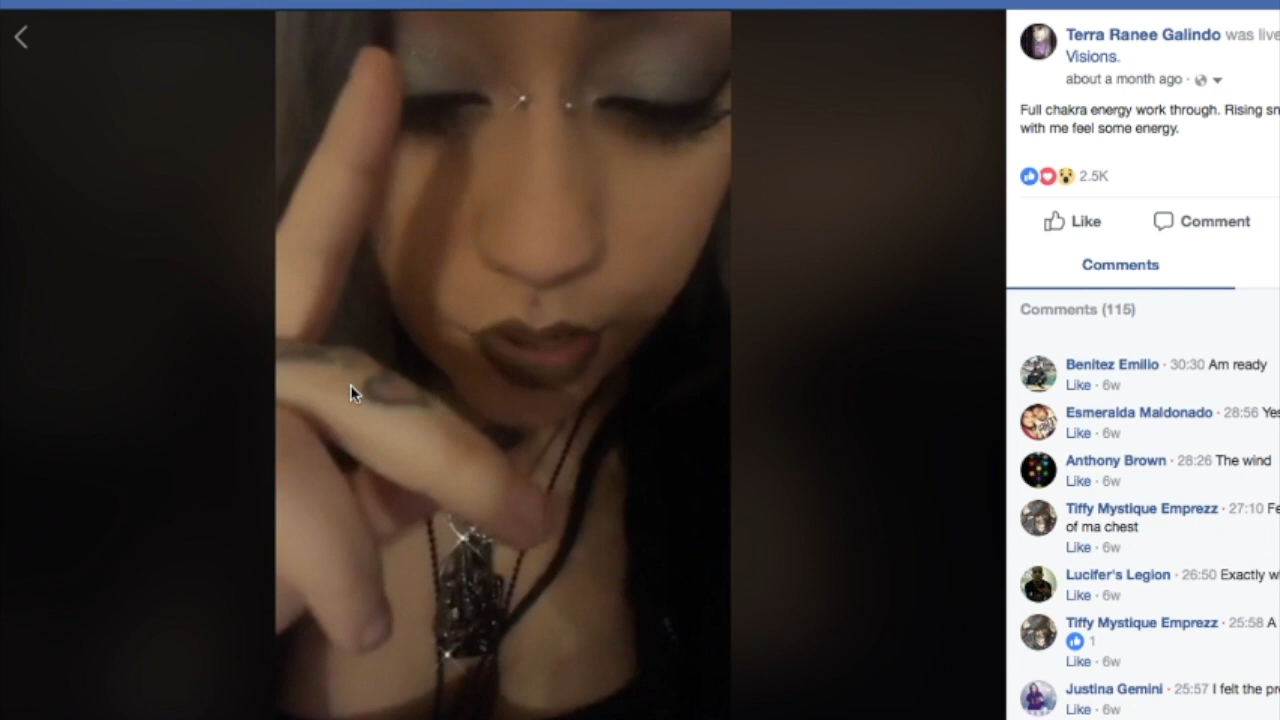 Terra Ranee Galindo was live
Visions.
about a month ago ·
Full chakra energy work through. Rising
with me feel some energy.
2.5K
Like Comment
Comments
Comments (115)
Benitez Emilio · 30:30 Am ready
Like · 6w
Esmeralda Maldonado · 28:56
Like · 6w
Anthony Brown · 28:26 The wind
Like · 6w
Tiffy Mystique Emprezz · 27:10
of ma chest
Like · 6w
Lucifer's Legion · 26:50 Exactly
Like · 6w
Tiffy Mystique Emprezz · 25:58 A
1
Like · 6w
Justina Gemini · 25:57 I felt the
Like · 6w